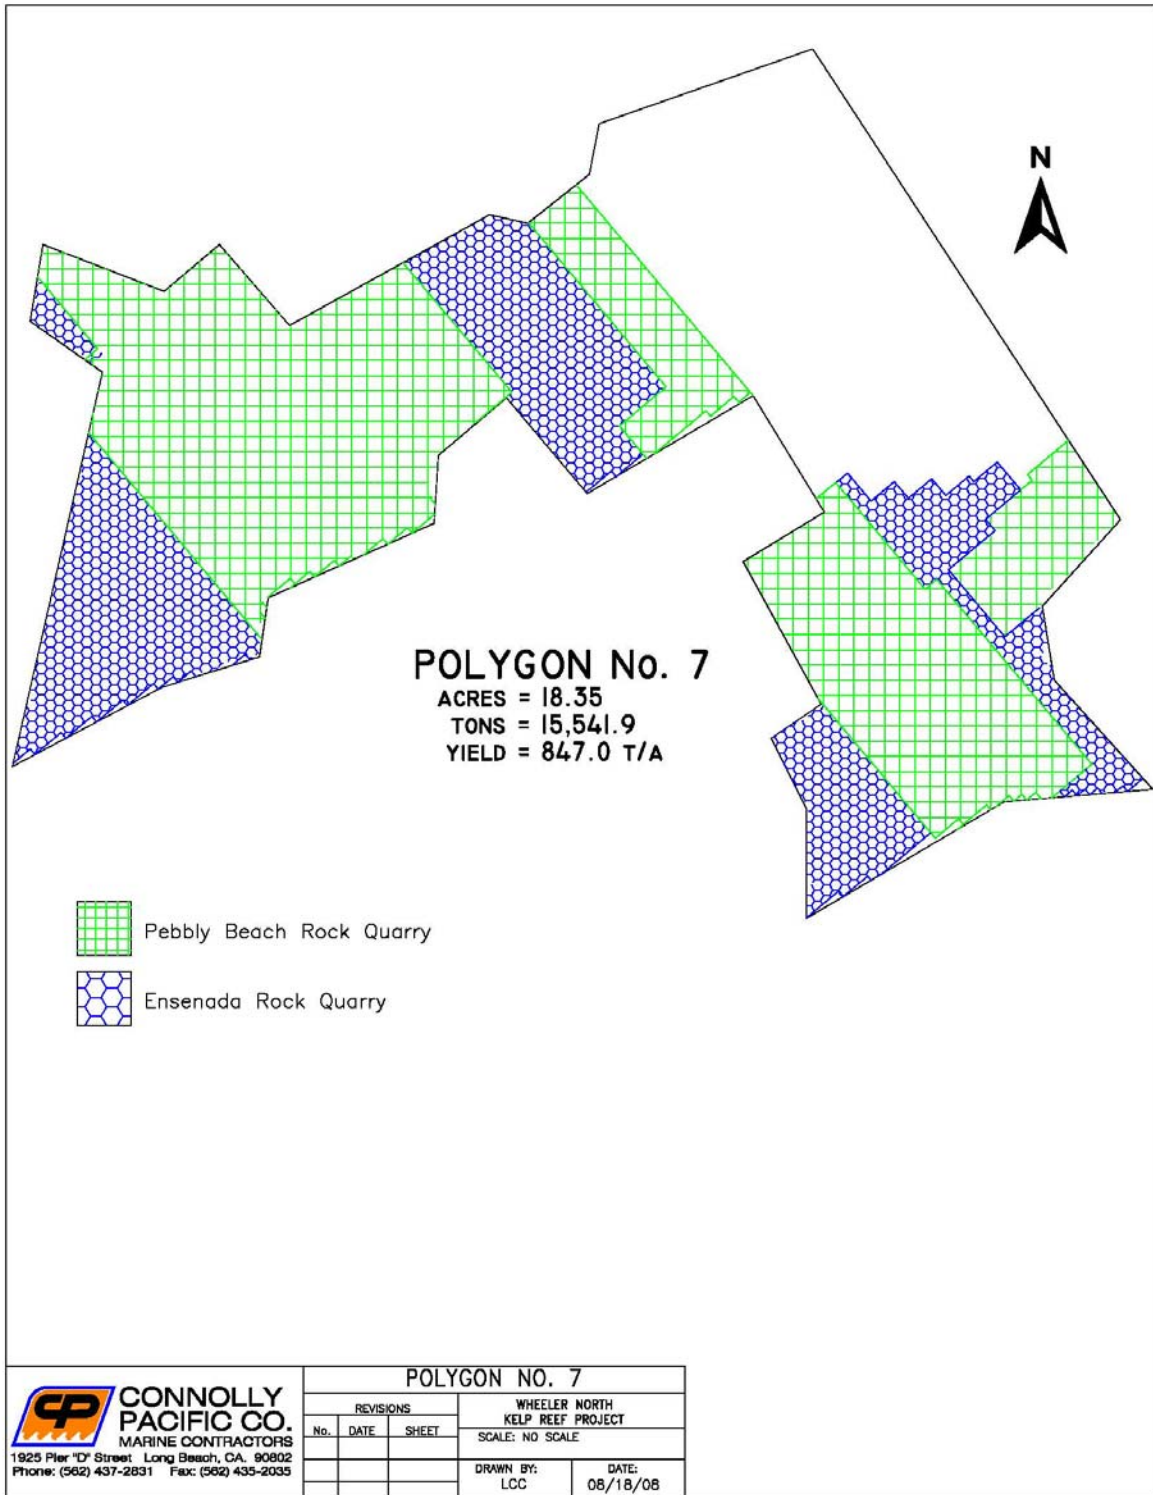 N
POLYGON No. 7
ACRES = 18.35
TONS = 15,541.9
YIELD = 847.0 T/A
Pebbly Beach Rock Quarry
Ensenada Rock Quarry
CP
CONNOLLY
PACIFIC CO.
MARINE CONTRACTORS
1925 Pier "D" Street Long Beach, CA. 90802
Phone: (562) 437-2831 Fax: (562) 435-2035
POLYGON NO. 7
REVISIONS
No. DATE SHEET
WHEELER NORTH
KELP REEF PROJECT
SCALE: NO SCALE
DRAWN BY:
LCC
DATE:
08/18/08